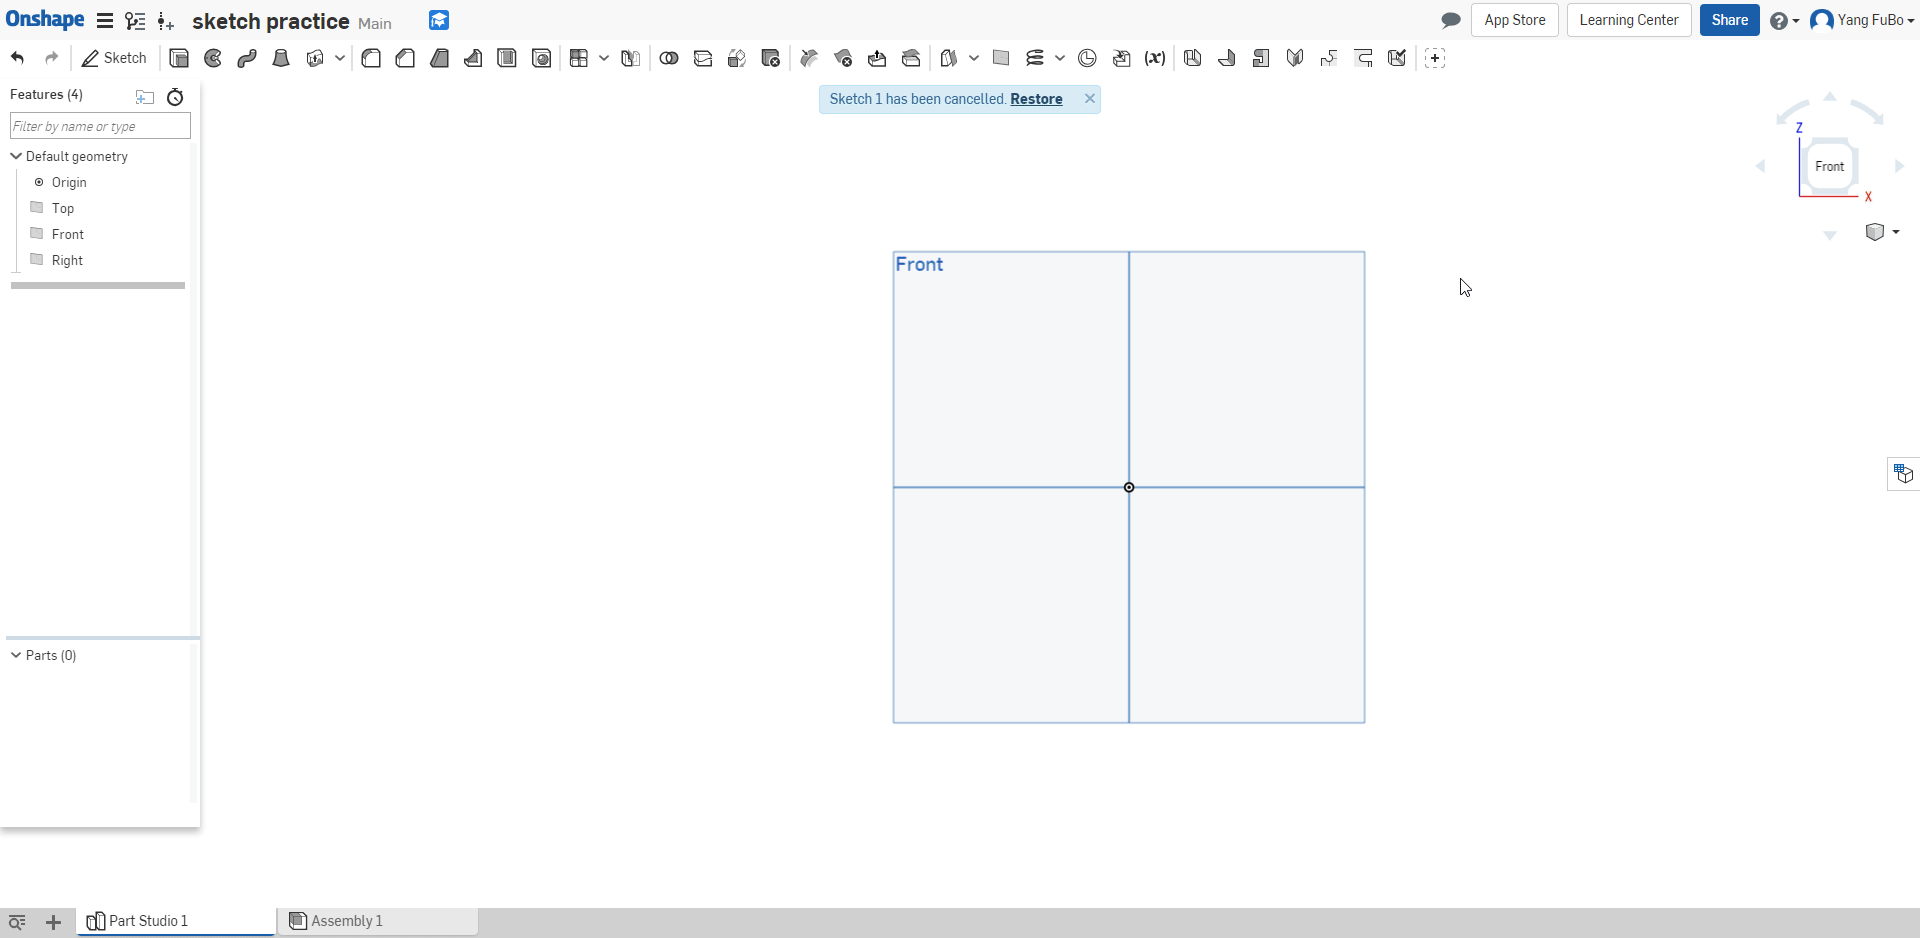 Onshape
sketch practice Main
App Store
Learning Center
Share
Yang FuBo
Sketch
(x)
Features (4)
Filter by name or type
Default geometry
Origin
Top
Front
Right
Parts (0)
Sketch 1 has been cancelled. Restore
Front
Z
Front
X
Part Studio 1
Assembly 1